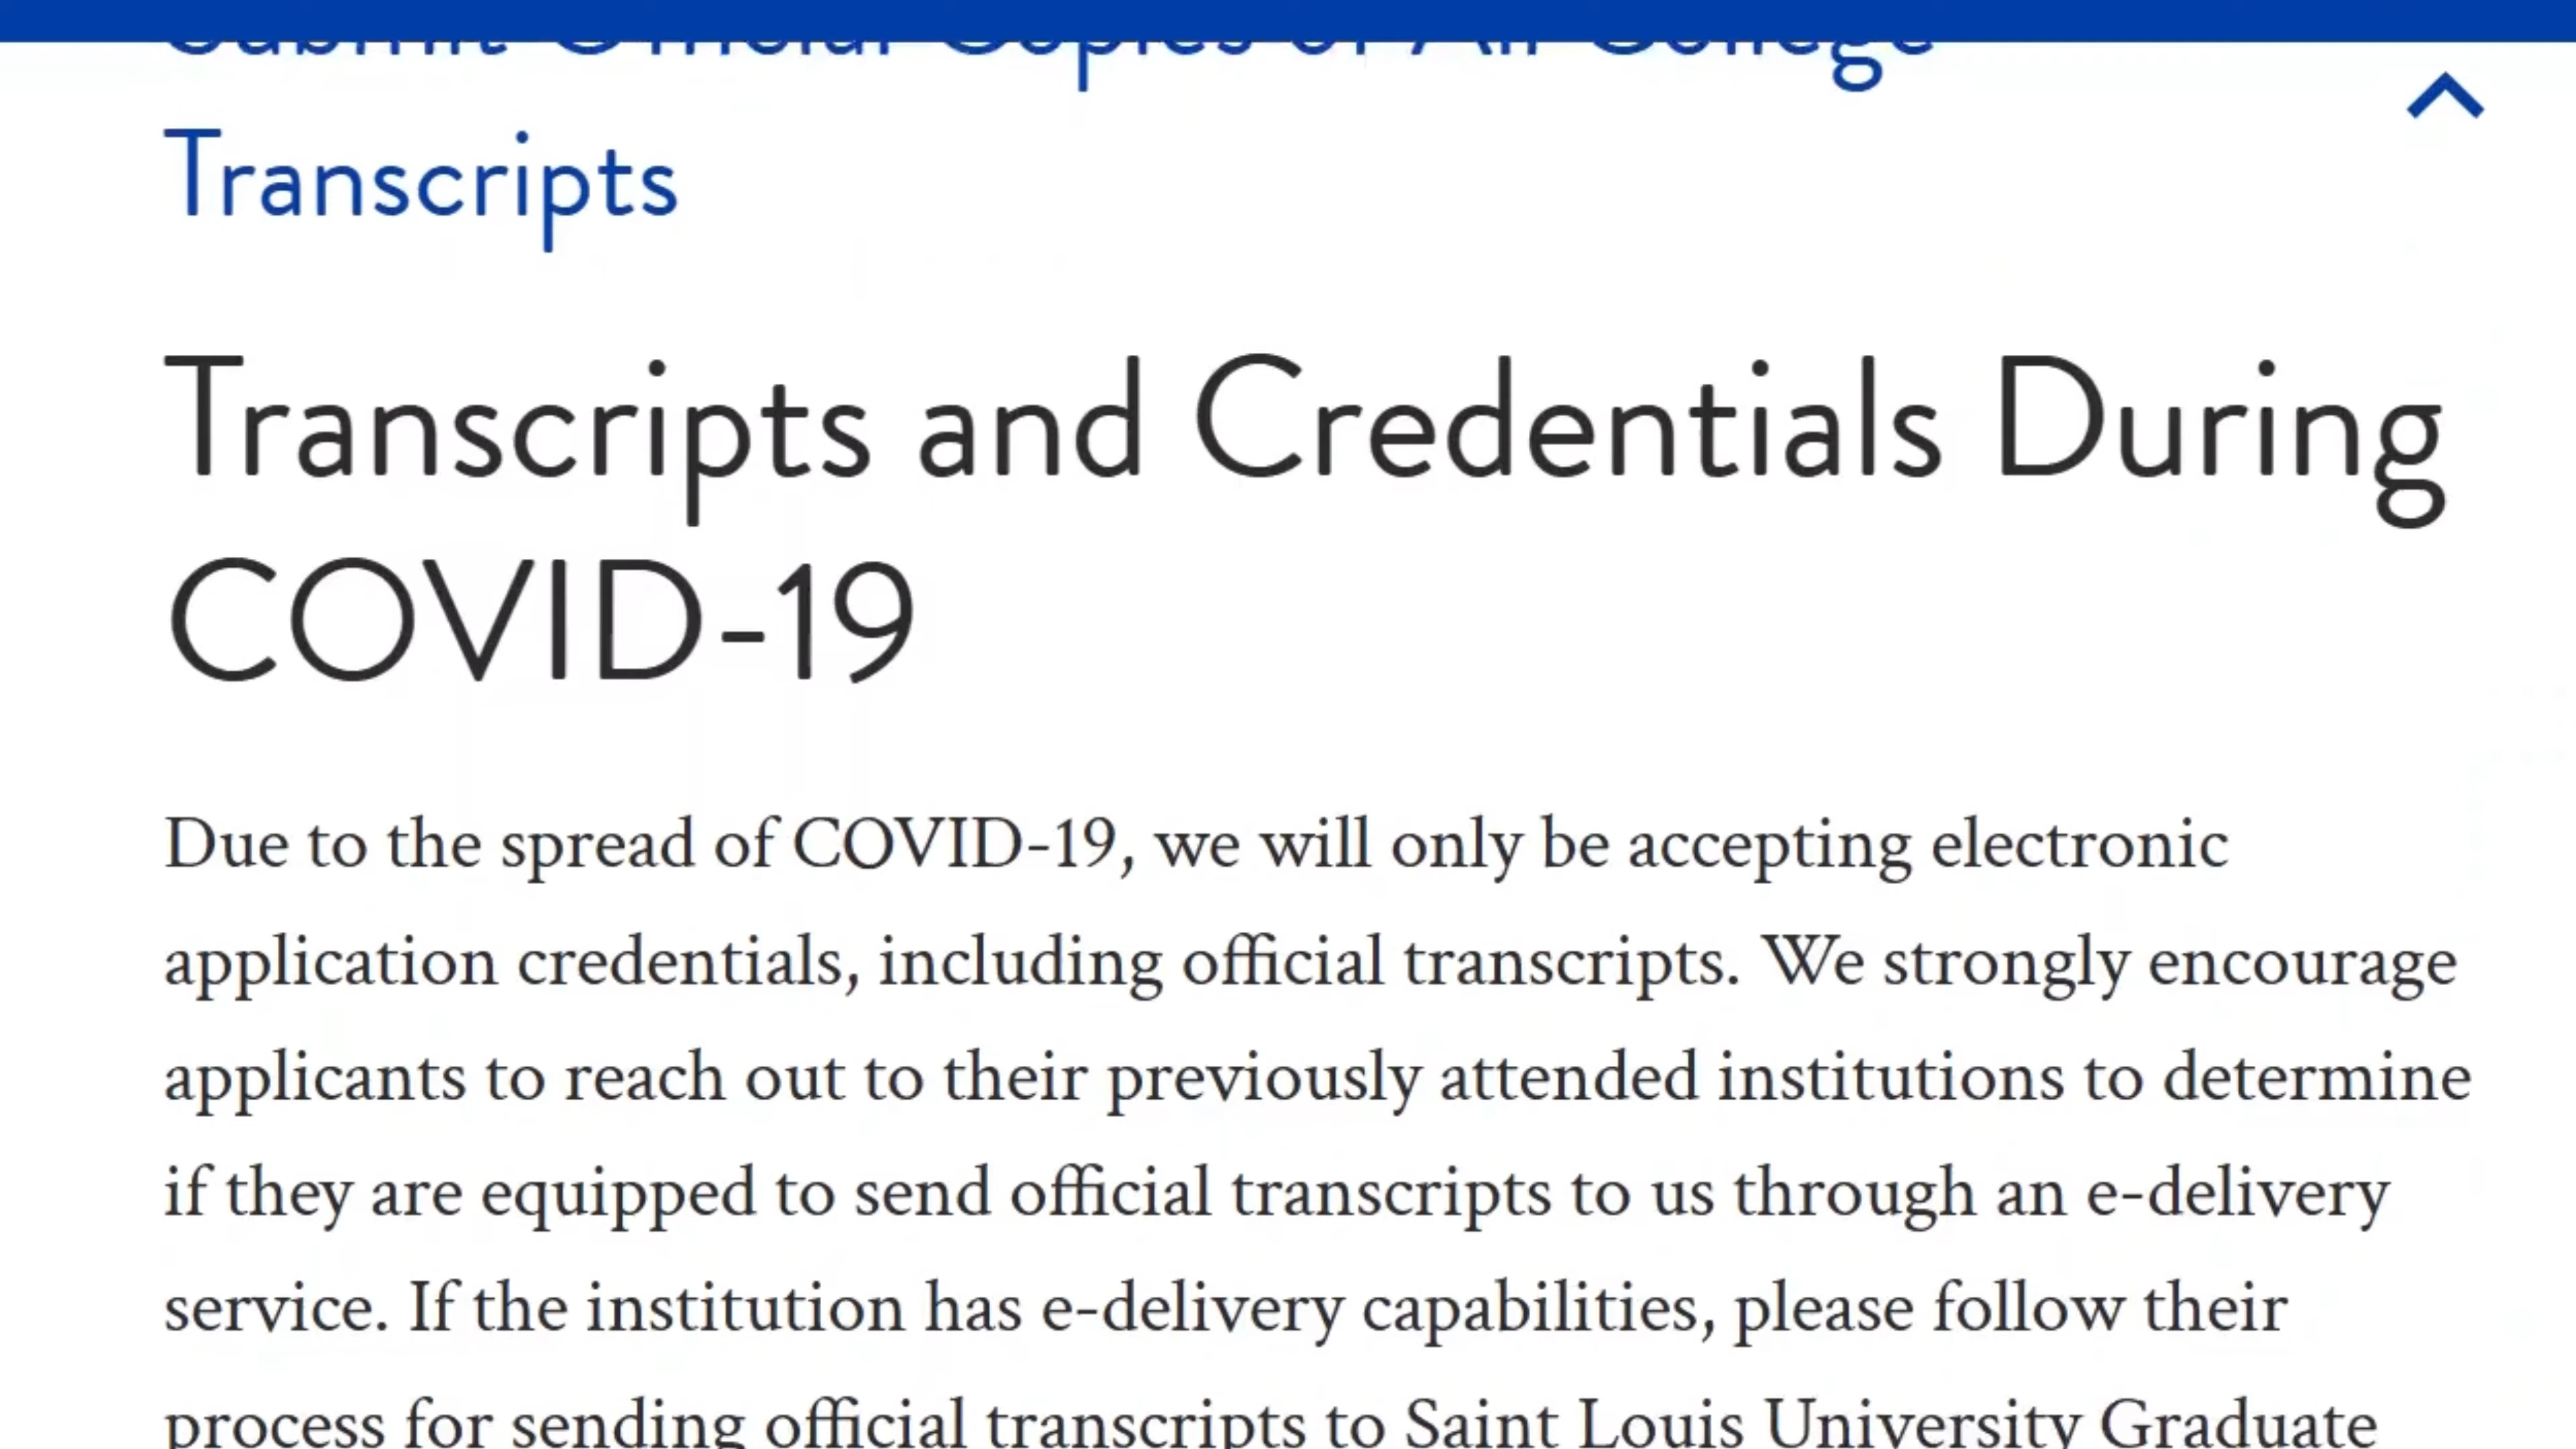 Submit Official Copies of All College
Transcripts
Transcripts and Credentials During
COVID-19
Due to the spread of COVID-19, we will only be accepting electronic
application credentials, including official transcripts. We strongly encourage
applicants to reach out to their previously attended institutions to determine
if they are equipped to send official transcripts to us through an e-delivery
service. If the institution has e-delivery capabilities, please follow their
process for sending official transcripts to Saint Louis University Graduate